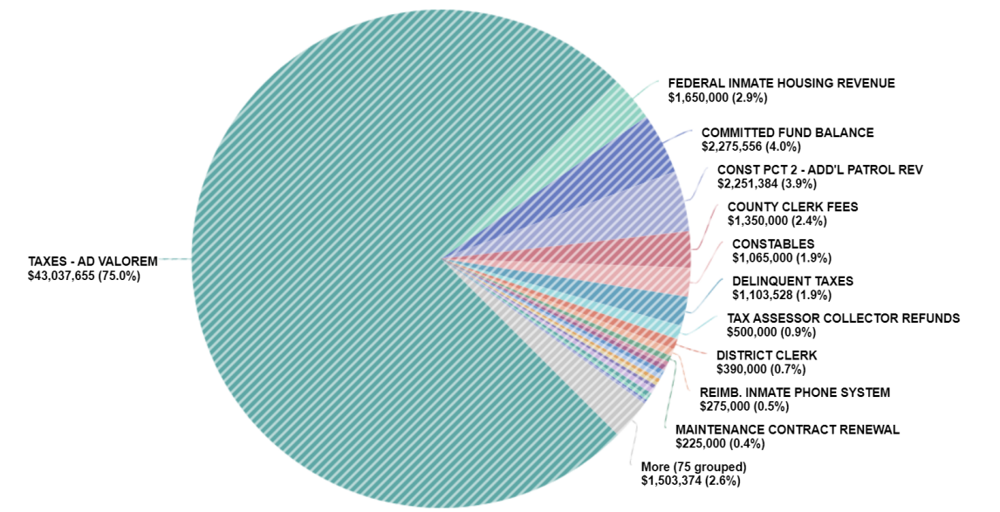 FEDERAL INMATE HOUSING REVENUE
$1,650,000 (2.9%)
COMMITTED FUND BALANCE
$2,275,556 (4.0%)
CONST PCT 2 - ADD'L PATROL REV
$2,251,384 (3.9%)
COUNTY CLERK FEES
$1,350,000 (2.4%)
CONSTABLES
$1,065,000 (1.9%)
TAXES - AD VALOREM
$43,037,655 (75.0%)
DELINQUENT TAXES
$1,103,528 (1.9%)
TAX ASSESSOR COLLECTOR REFUNDS
$500,000 (0.9%)
DISTRICT CLERK
$390,000 (0.7%)
REIMB. INMATE PHONE SYSTEM
$275,000 (0.5%)
MAINTENANCE CONTRACT RENEWAL
$225,000 (0.4%)
More (75 grouped)
$1,503,374 (2.6%)